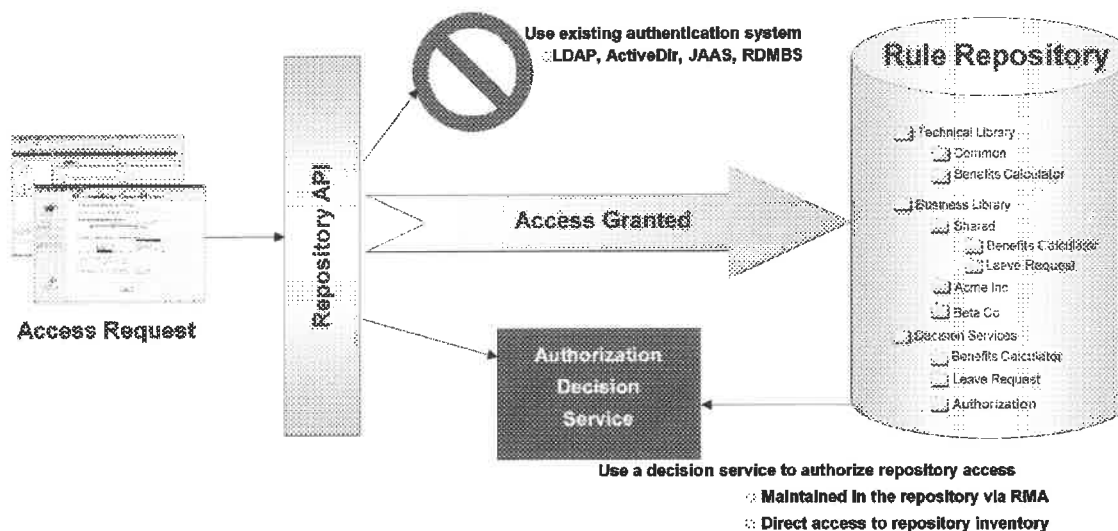 Use existing authentication system
LDAP, ActiveDir, JAAS, RDMBS
Rule Repository
Technical Library
Common
Benefits Calculator
Business Library
Shared
Benefits Calculator
Leave Request
Acme Inc
Beta Co
Decision Services
Benefits Calculator
Leave Request
Authorization
Repository API
Access Granted
Access Request
Authorization
Decision
Service
Use a decision service to authorize repository access
Maintained in the repository via RMA
Direct access to repository inventory